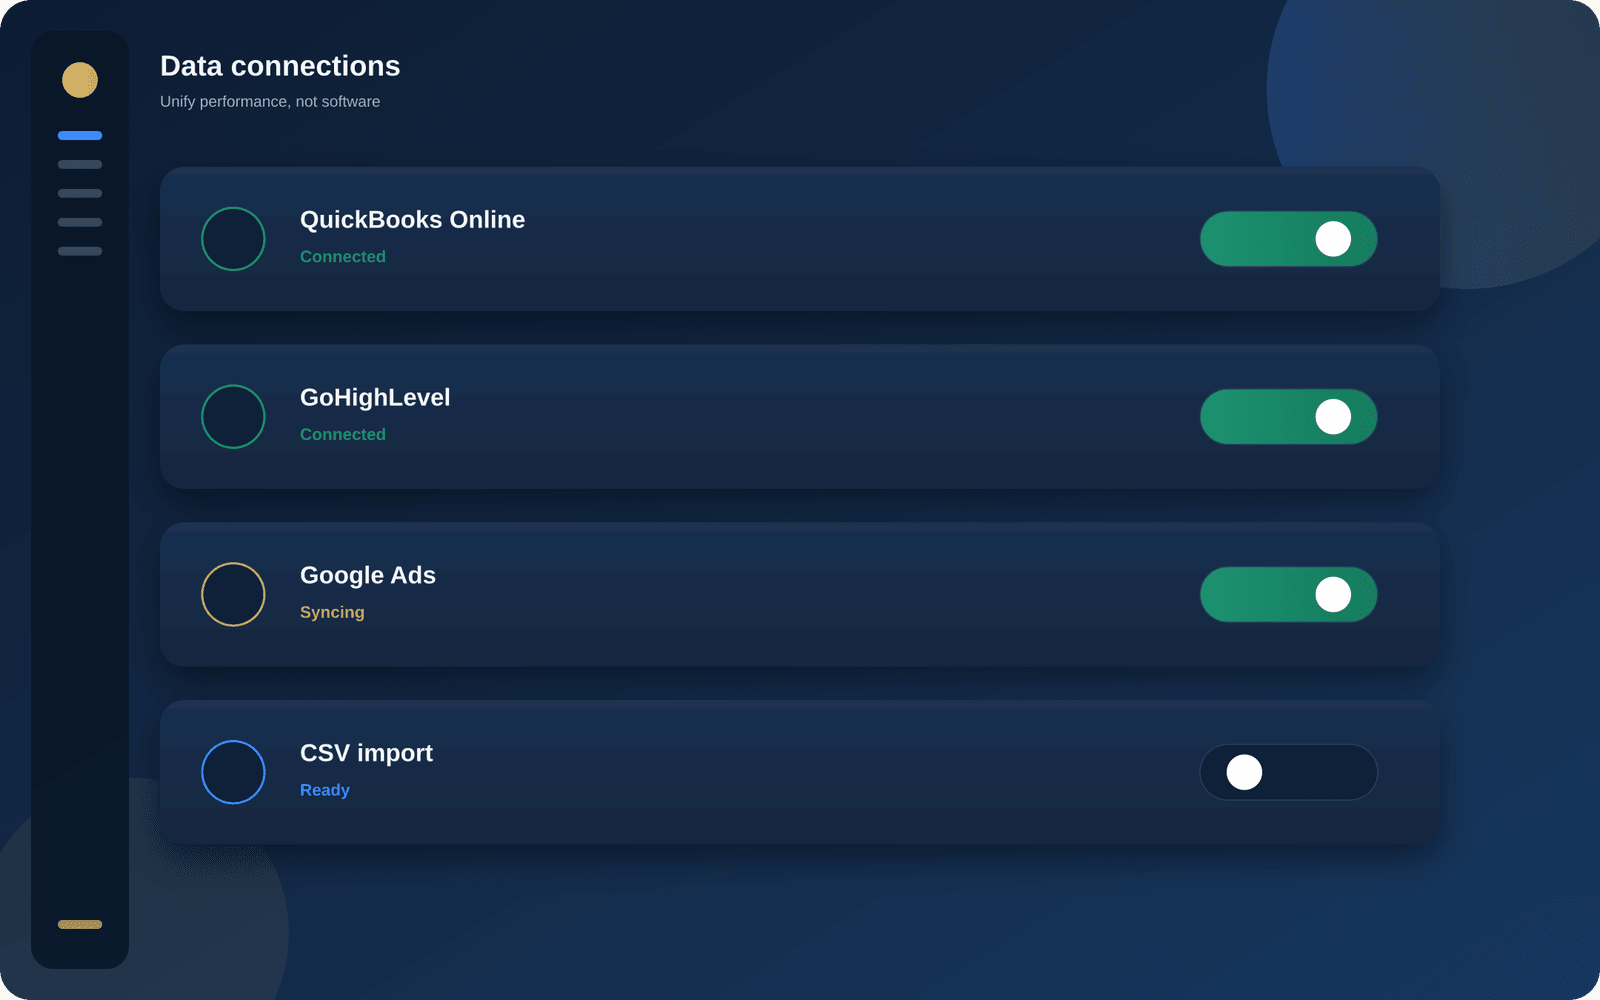 Data connections
Unify performance, not software
QuickBooks Online
Connected
GoHighLevel
Connected
Google Ads
Syncing
CSV import
Ready